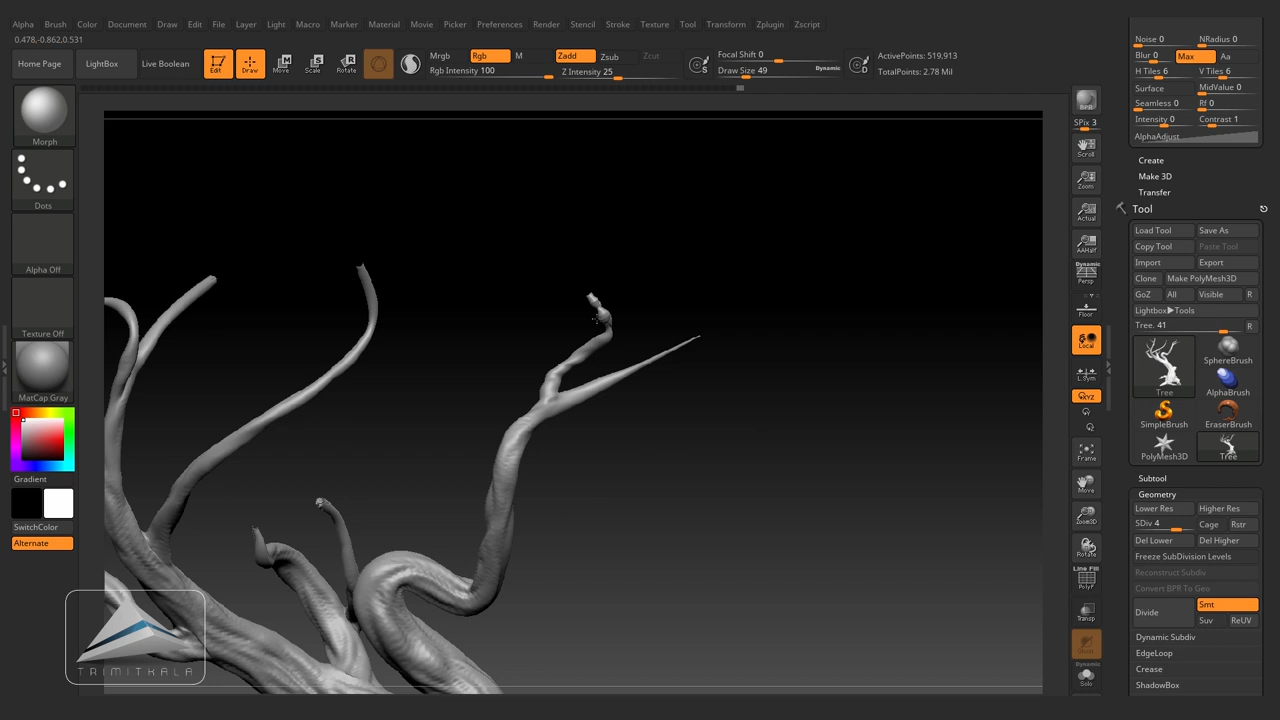 Alpha Brush Color Document Draw Edit File Layer Light Macro Marker Material Movie Picker Preferences Render Stencil Stroke Texture Tool Transform Zplugin Zscript
0.478,-0.862,0.531
Home Page
LightBox
Live Boolean
Edit
Draw
Move
Scale
Rotate
Mrgb Rgb M
Rgb Intensity 100
Zadd Zsub Zcut
Z Intensity 25
S
Focal Shift 0
Draw Size 49
Dynamic
D
ActivePoints: 519,913
TotalPoints: 2.78 Mil
Morph
Dots
Alpha Off
Texture Off
MatCap Gray
Gradient
SwitchColor
Alternate
TRIMITKALA
BPR
SPix 3
Scroll
Zoom
Actual
AAHalf
Dynamic
Persp
Floor
Local
L.Sym
XYZ
Frame
Move
Zoom3D
Rotate
Line Fill
PolyF
Transp
Dynamic
Solo
Noise 0 NRadius 0
Blur 0 Max Aa
H Tiles 6 V Tiles 6
Surface MidValue 0
Seamless 0 Rf 0
Intensity 0 Contrast 1
AlphaAdjust
Create
Make 3D
Transfer
Tool
Load Tool Save As
Copy Tool Paste Tool
Import Export
Clone Make PolyMesh3D
GoZ All Visible R
Lightbox▶Tools
Tree. 41 R
Tree
SphereBrush
AlphaBrush
SimpleBrush EraserBrush
PolyMesh3D Tree
Subtool
Geometry
Lower Res Higher Res
SDiv 4 Cage Rstr
Del Lower Del Higher
Freeze SubDivision Levels
Reconstruct Subdiv
Convert BPR To Geo
Divide Smt
Suv ReUV
Dynamic Subdiv
EdgeLoop
Crease
ShadowBox